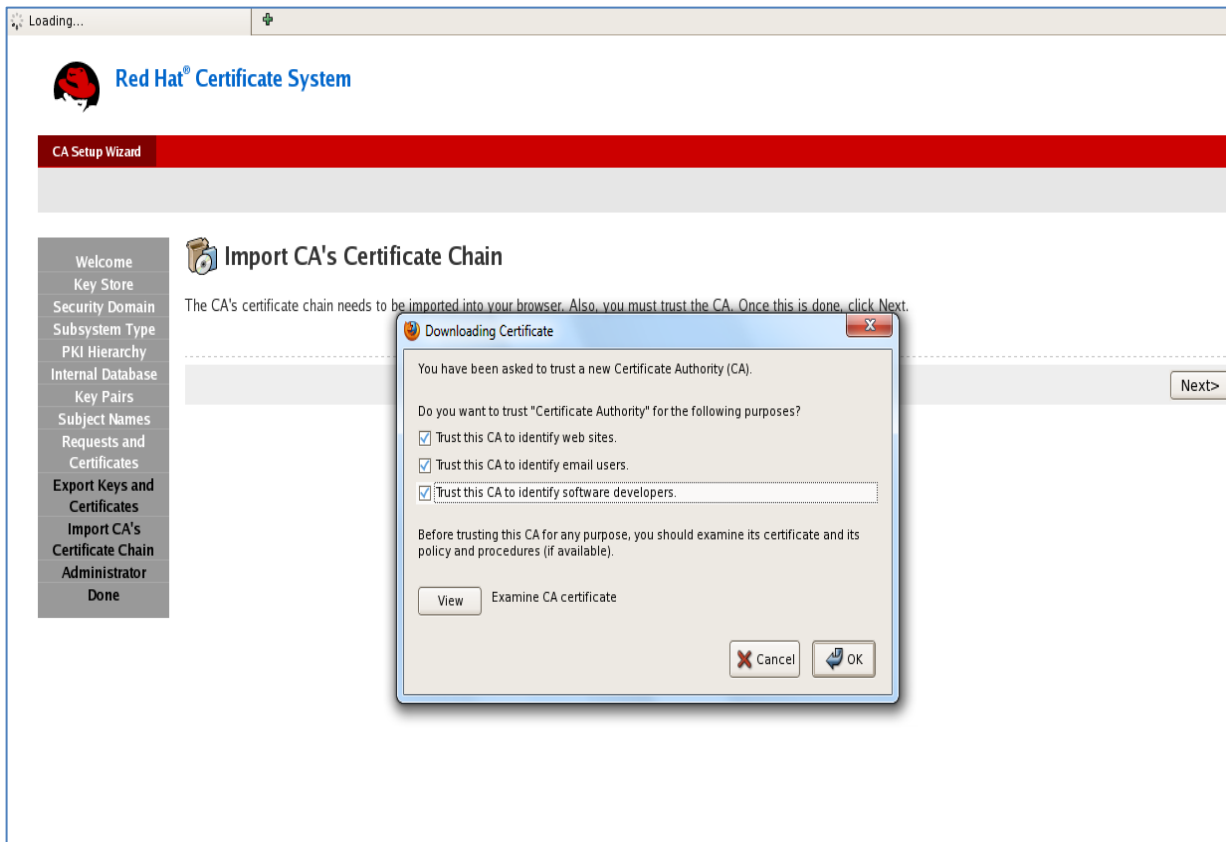 Loading...
Red Hat® Certificate System
CA Setup Wizard
Welcome
Key Store
Security Domain
Subsystem Type
PKI Hierarchy
Internal Database
Key Pairs
Subject Names
Requests and
Certificates
Export Keys and
Certificates
Import CA's
Certificate Chain
Administrator
Done
Import CA's Certificate Chain
The CA's certificate chain needs to be imported into your browser. Also, you must trust the CA. Once this is done, click Next.
Next>
Downloading Certificate
X
You have been asked to trust a new Certificate Authority (CA).
Do you want to trust "Certificate Authority" for the following purposes?
Trust this CA to identify web sites.
Trust this CA to identify email users.
Trust this CA to identify software developers.
Before trusting this CA for any purpose, you should examine its certificate and its
policy and procedures (if available).
View
Examine CA certificate
Cancel
OK